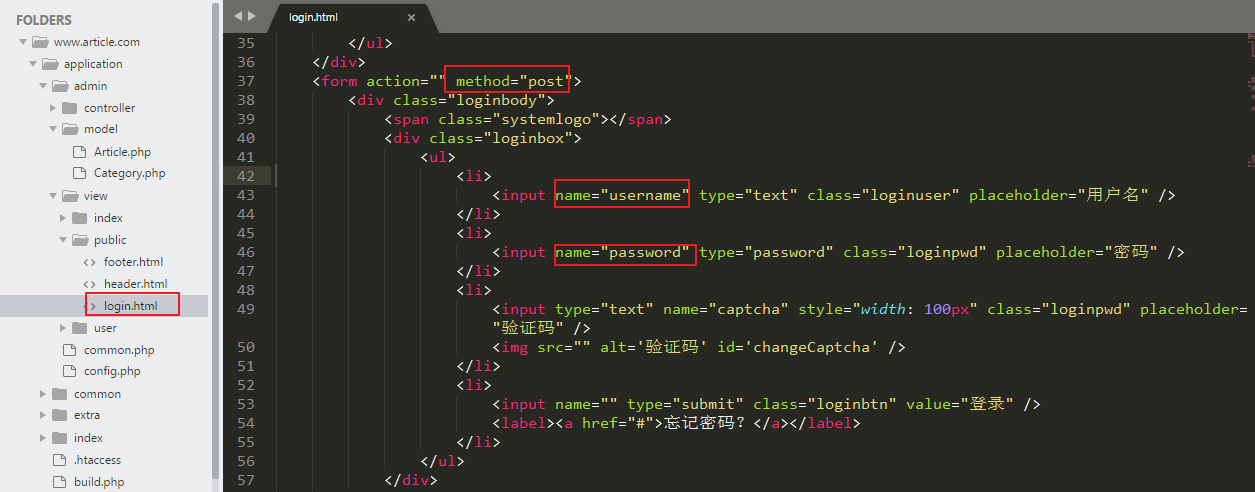 FOLDERS
www.article.com
application
admin
controller
model
Article.php
Category.php
view
index
public
footer.html
header.html
login.html
user
common.php
config.php
common
extra
index
.htaccess
build.php
login.html ×
35 </ul>
36 </div>
37 <form action="" method="post">
38 <div class="loginbody">
39 <span class="systemlogo"></span>
40 <div class="loginbox">
41 <ul>
42 <li>
43 <input name="username" type="text" class="loginuser" placeholder="用户名" />
44 </li>
45 <li>
46 <input name="password" type="password" class="loginpwd" placeholder="密码" />
47 </li>
48 <li>
49 <input type="text" name="captcha" style="width: 100px" class="loginpwd" placeholder=
"验证码" />
50 <img src="" alt='验证码' id='changeCaptcha' />
51 </li>
52 <li>
53 <input name="" type="submit" class="loginbtn" value="登录" />
54 <label><a href="#">忘记密码？</a></label>
55 </li>
56 </ul>
57 </div>